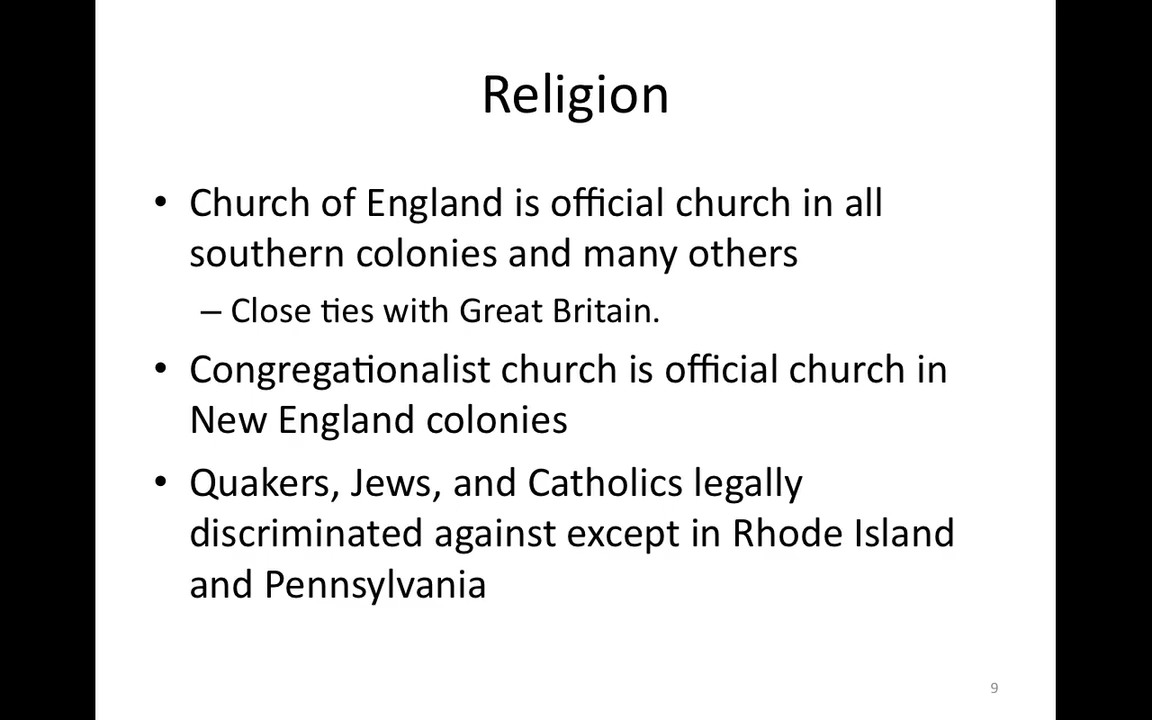 Religion
• Church of England is official church in all
southern colonies and many others
– Close ties with Great Britain.
• Congregationalist church is official church in
New England colonies
• Quakers, Jews, and Catholics legally
discriminated against except in Rhode Island
and Pennsylvania
9